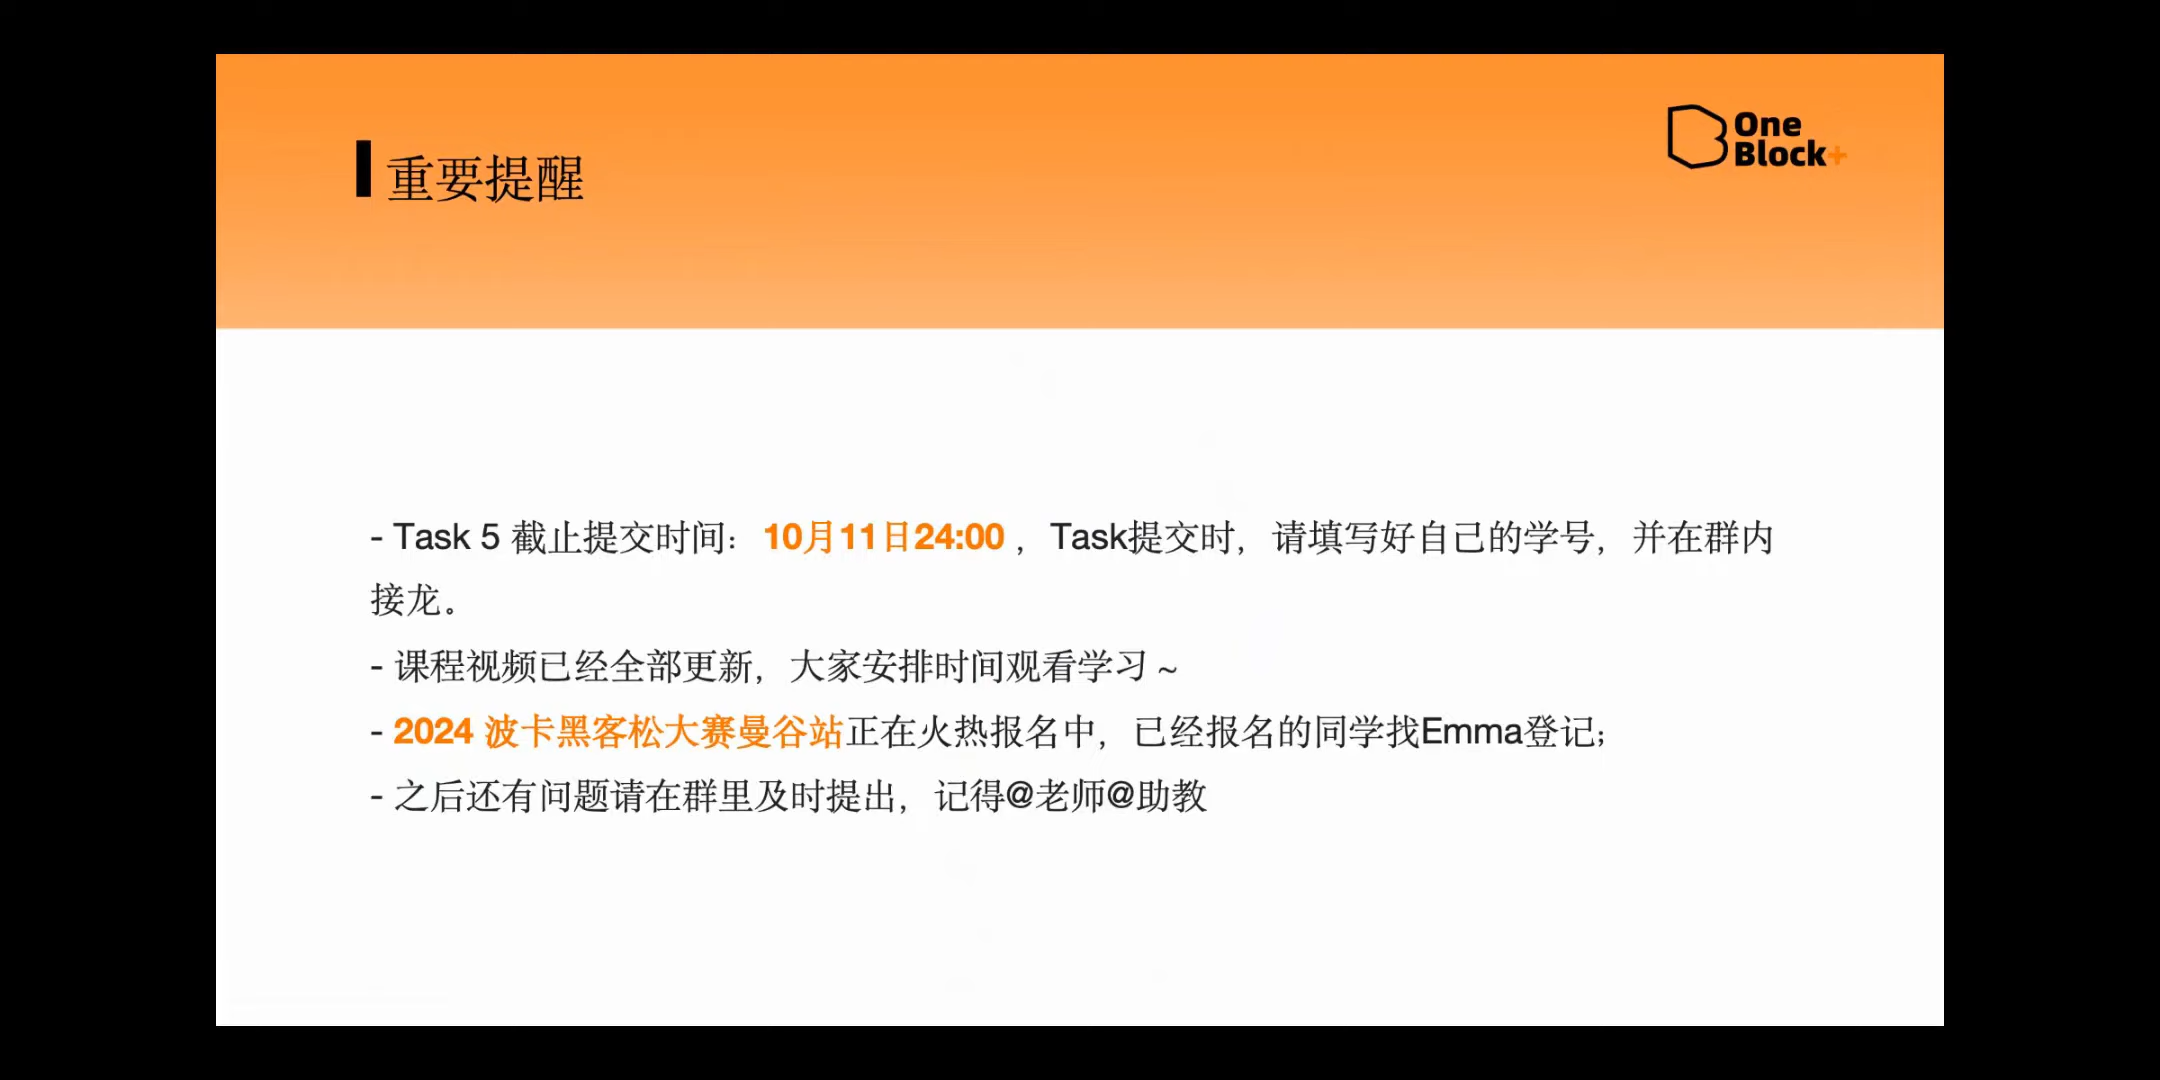 One
Block+
重要提醒
- Task 5 截止提交时间：10月11日24:00 ，Task提交时，请填写好自己的学号，并在群内
接龙。
- 课程视频已经全部更新，大家安排时间观看学习 ~
- 2024 波卡黑客松大赛曼谷站正在火热报名中，已经报名的同学找Emma登记；
- 之后还有问题请在群里及时提出，记得@老师@助教